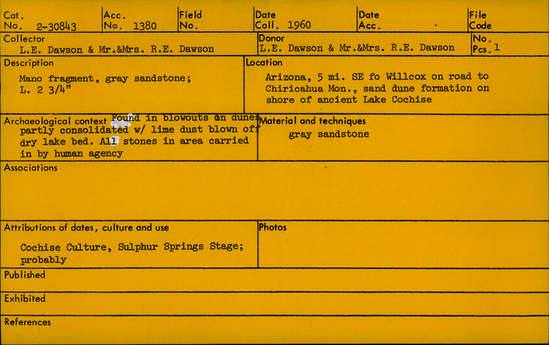 Cat. No. 2-30843 Acc. No. 1380 Field No. Date Coll. 1960 Date Acc. File Code
Collector Donor No. Pcs. 1
L.E. Dawson & Mr.&Mrs. R.E. Dawson L.E. Dawson & Mr.&Mrs. R.E. Dawson
Description
Mano fragment, gray sandstone;
L. 2 3/4"
Location
Arizona, 5 mi. SE fo Willcox on road to
Chiricahua Mon., sand dune formation on
shore of ancient Lake Cochise
Archaeological context Found in blowouts in dunes
partly consolidated w/ lime dust blown off
dry lake bed. All stones in area carried
in by human agency
Material and techniques
gray sandstone
Associations
Attributions of dates, culture and use
Cochise Culture, Sulphur Springs Stage;
probably
Photos
Published
Exhibited
References